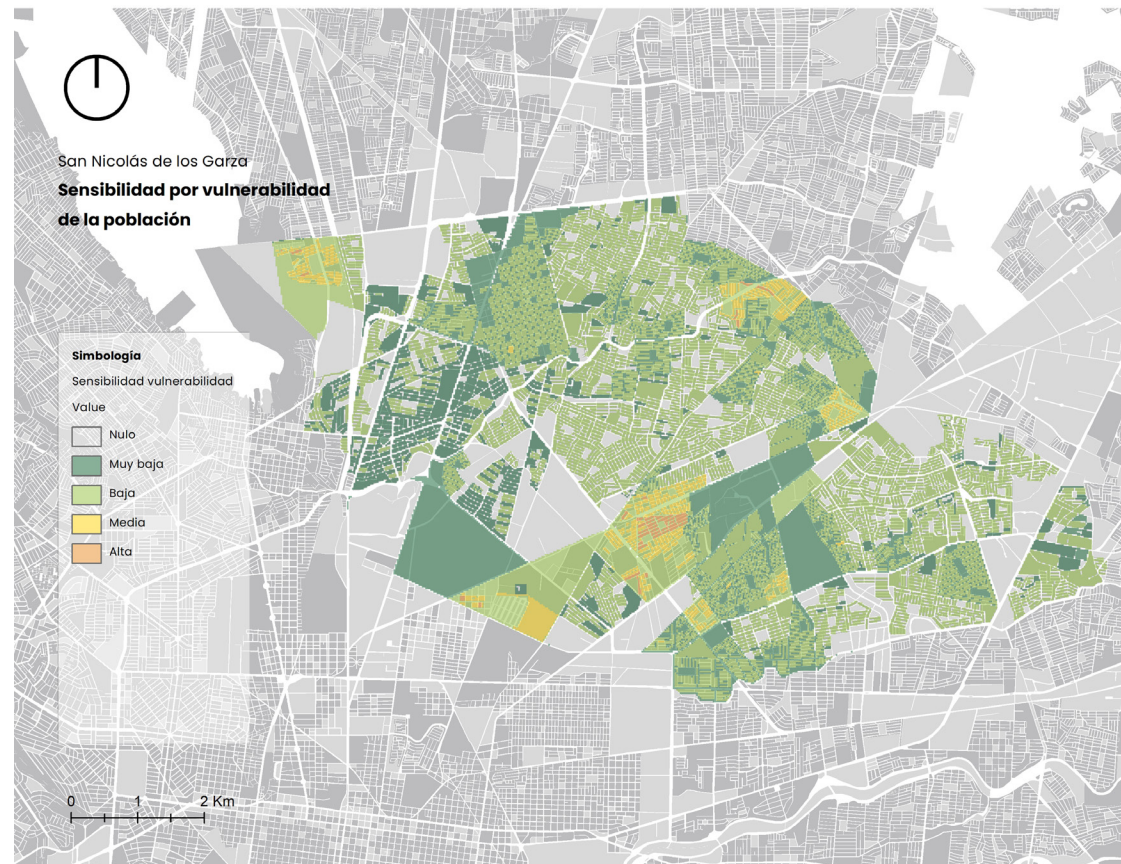 San Nicolás de los Garza
Sensibilidad por vulnerabilidad
de la población
Simbología
Sensibilidad vulnerabilidad
Value
Nulo
Muy baja
Baja
Media
Alta
0 1 2 Km